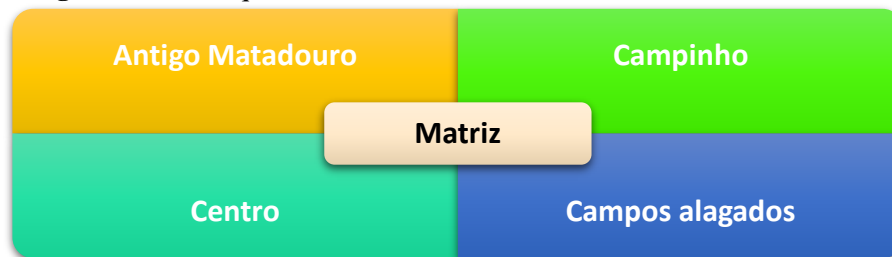 Antigo Matadouro
Campinho
Matriz
Centro
Campos alagados